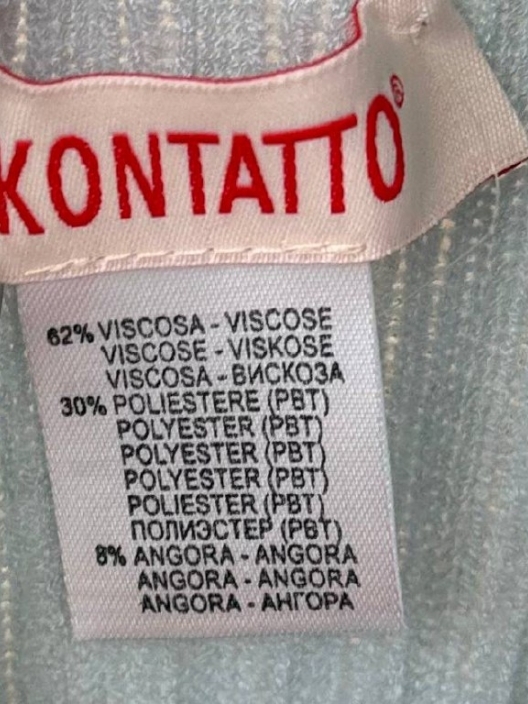 KONTATTO®
62% VISCOSA - VISCOSE
VISCOSE - VISKOSE
VISCOSA - ВИСКОЗА
30% POLIESTERE (PBT)
POLYESTER (PBT)
POLYESTER (PBT)
POLYESTER (PBT)
POLIESTER (PBT)
ПОЛИЭСТЕР (PBT)
8% ANGORA - ANGORA
ANGORA - ANGORA
ANGORA - АНГОРА